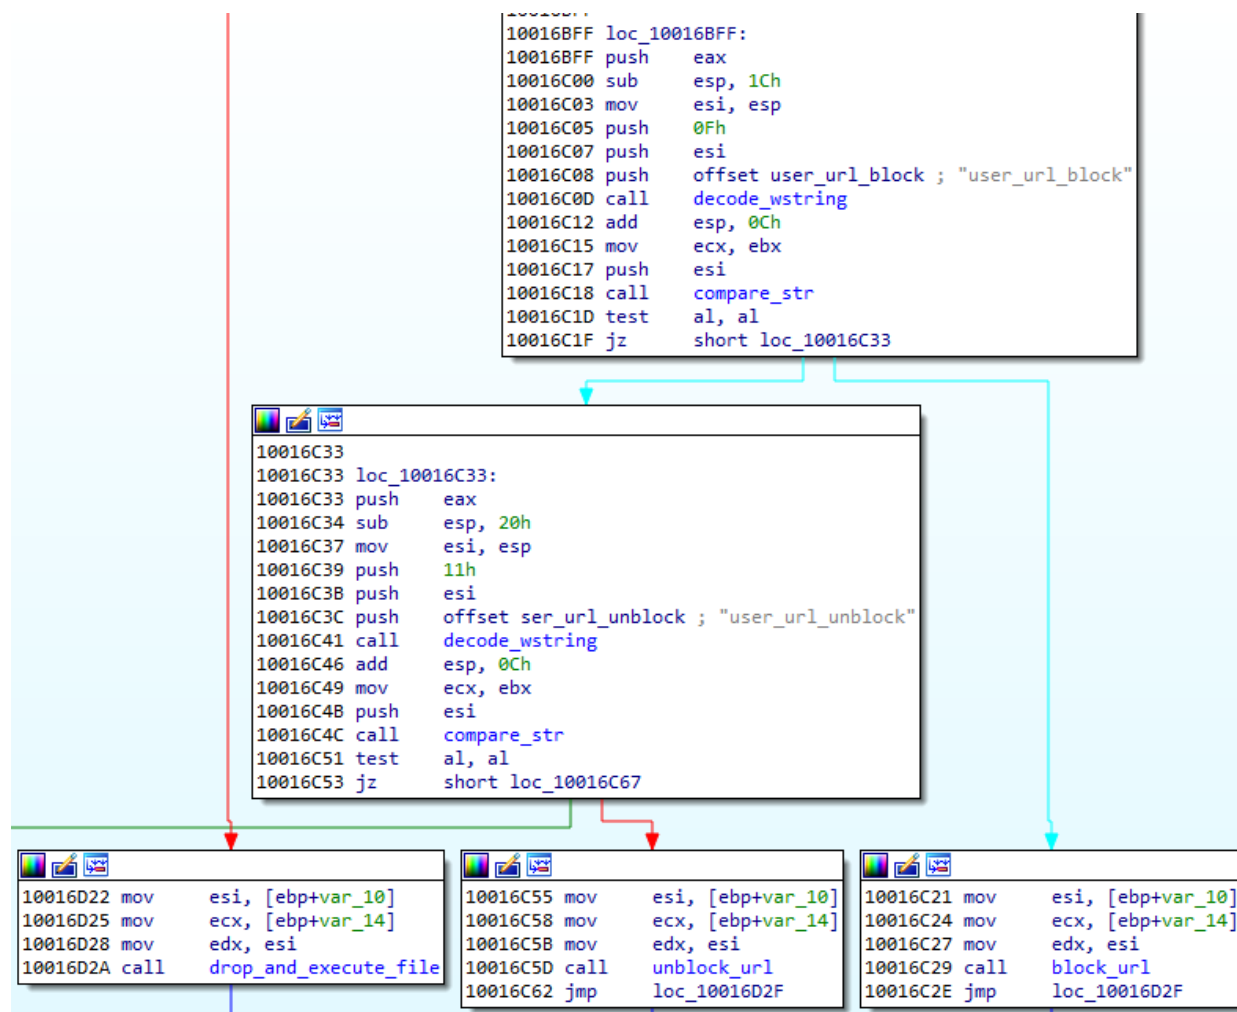 10016BFF loc_10016BFF:
10016BFF push eax
10016C00 sub esp, 1Ch
10016C03 mov esi, esp
10016C05 push 0Fh
10016C07 push esi
10016C08 push offset user_url_block ; "user_url_block"
10016C0D call decode_wstring
10016C12 add esp, 0Ch
10016C15 mov ecx, ebx
10016C17 push esi
10016C18 call compare_str
10016C1D test al, al
10016C1F jz short loc_10016C33
10016C33
10016C33 loc_10016C33:
10016C33 push eax
10016C34 sub esp, 20h
10016C37 mov esi, esp
10016C39 push 11h
10016C3B push esi
10016C3C push offset ser_url_unblock ; "user_url_unblock"
10016C41 call decode_wstring
10016C46 add esp, 0Ch
10016C49 mov ecx, ebx
10016C4B push esi
10016C4C call compare_str
10016C51 test al, al
10016C53 jz short loc_10016C67
10016D22 mov esi, [ebp+var_10]
10016D25 mov ecx, [ebp+var_14]
10016D28 mov edx, esi
10016D2A call drop_and_execute_file
10016C55 mov esi, [ebp+var_10]
10016C58 mov ecx, [ebp+var_14]
10016C5B mov edx, esi
10016C5D call unblock_url
10016C62 jmp loc_10016D2F
10016C21 mov esi, [ebp+var_10]
10016C24 mov ecx, [ebp+var_14]
10016C27 mov edx, esi
10016C29 call block_url
10016C2E jmp loc_10016D2F